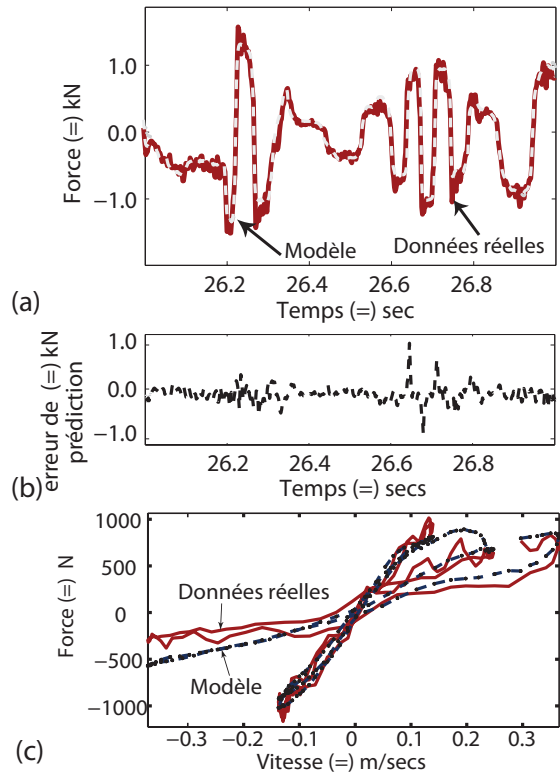 1.0
0.0
−1.0
Force (=) kN
Modèle
Données réelles
26.2 26.4 26.6 26.8
Temps (=) sec
(a)
1.0
0.0
−1.0
erreur de (=) kN
prédiction
26.2 26.4 26.6 26.8
Temps (=) secs
(b)
1000
500
0
−500
−1000
Force (=) N
Données réelles
Modèle
−0.3 −0.2 −0.1 0 0.1 0.2 0.3
Vitesse (=) m/secs
(c)